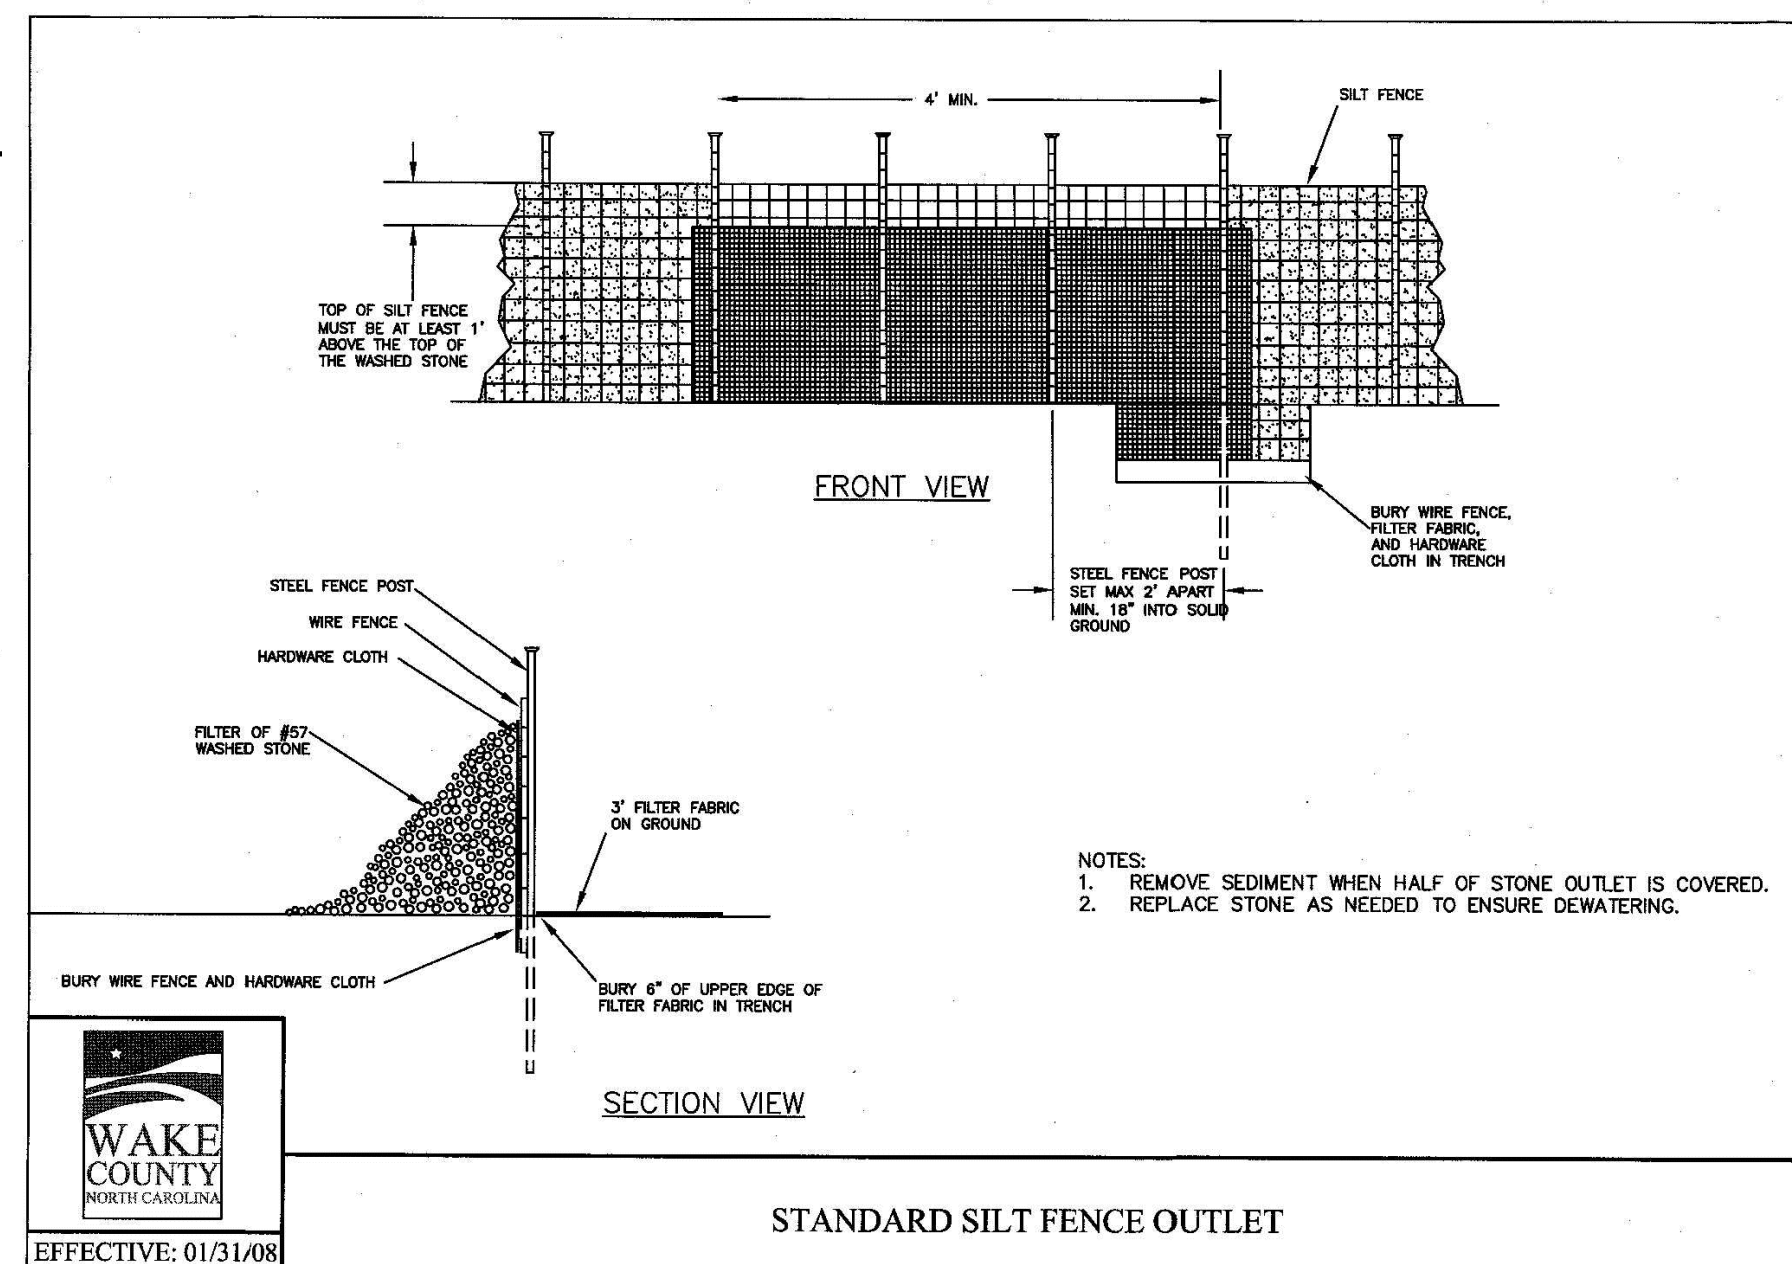 4' MIN.
SILT FENCE
TOP OF SILT FENCE
MUST BE AT LEAST 1'
ABOVE THE TOP OF
THE WASHED STONE
FRONT VIEW
BURY WIRE FENCE,
FILTER FABRIC,
AND HARDWARE
CLOTH IN TRENCH
STEEL FENCE POST
SET MAX 2' APART
MIN. 18" INTO SOLID
GROUND
STEEL FENCE POST
WIRE FENCE
HARDWARE CLOTH
FILTER OF #57
WASHED STONE
3' FILTER FABRIC
ON GROUND
NOTES:
1. REMOVE SEDIMENT WHEN HALF OF STONE OUTLET IS COVERED.
2. REPLACE STONE AS NEEDED TO ENSURE DEWATERING.
BURY WIRE FENCE AND HARDWARE CLOTH
BURY 6" OF UPPER EDGE OF
FILTER FABRIC IN TRENCH
SECTION VIEW
WAKE
COUNTY
NORTH CAROLINA
EFFECTIVE: 01/31/08
STANDARD SILT FENCE OUTLET